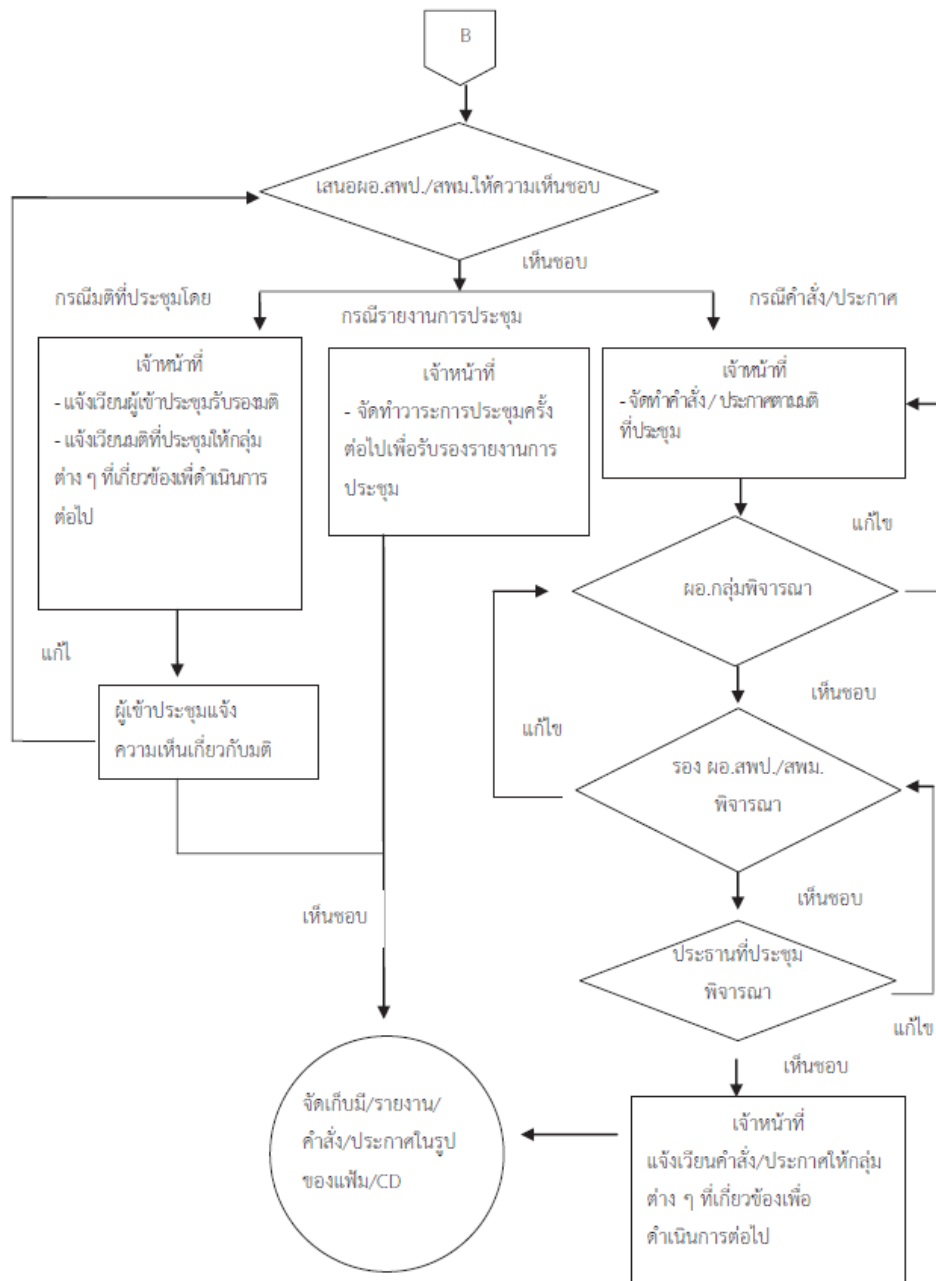 B
เสนอผอ.สพป./สพม.ให้ความเห็นชอบ
เห็นชอบ
กรณีมติที่ประชุมโดย
กรณีรายงานการประชุม
กรณีคำสั่ง/ประกาศ
เจ้าหน้าที่
- แจ้งเวียนผู้เข้าประชุมรับรองมติ
- แจ้งเวียนมติที่ประชุมให้กลุ่ม
ต่าง ๆ ที่เกี่ยวข้องเพื่ดำเนินการ
ต่อไป
เจ้าหน้าที่
- จัดทำวาระการประชุมครั้ง
ต่อไปเพื่อรับรองรายงานการ
ประชุม
เจ้าหน้าที่
- จัดทำคำสั่ง / ประกาศตามมติ
ที่ประชุม
แก้ไข
ผอ.กลุ่มพิจารณา
แก้ไ
เห็นชอบ
ผู้เข้าประชุมแจ้ง
ความเห็นเกี่ยวกับมติ
แก้ไข
รอง ผอ.สพป./สพม.
พิจารณา
เห็นชอบ
เห็นชอบ
ประธานที่ประชุม
พิจารณา
แก้ไข
เห็นชอบ
จัดเก็บมื/รายงาน/
คำสั่ง/ประกาศในรูป
ของแฟ้ม/CD
เจ้าหน้าที่
แจ้งเวียนคำสั่ง/ประกาศให้กลุ่ม
ต่าง ๆ ที่เกี่ยวข้องเพื่อ
ดำเนินการต่อไป